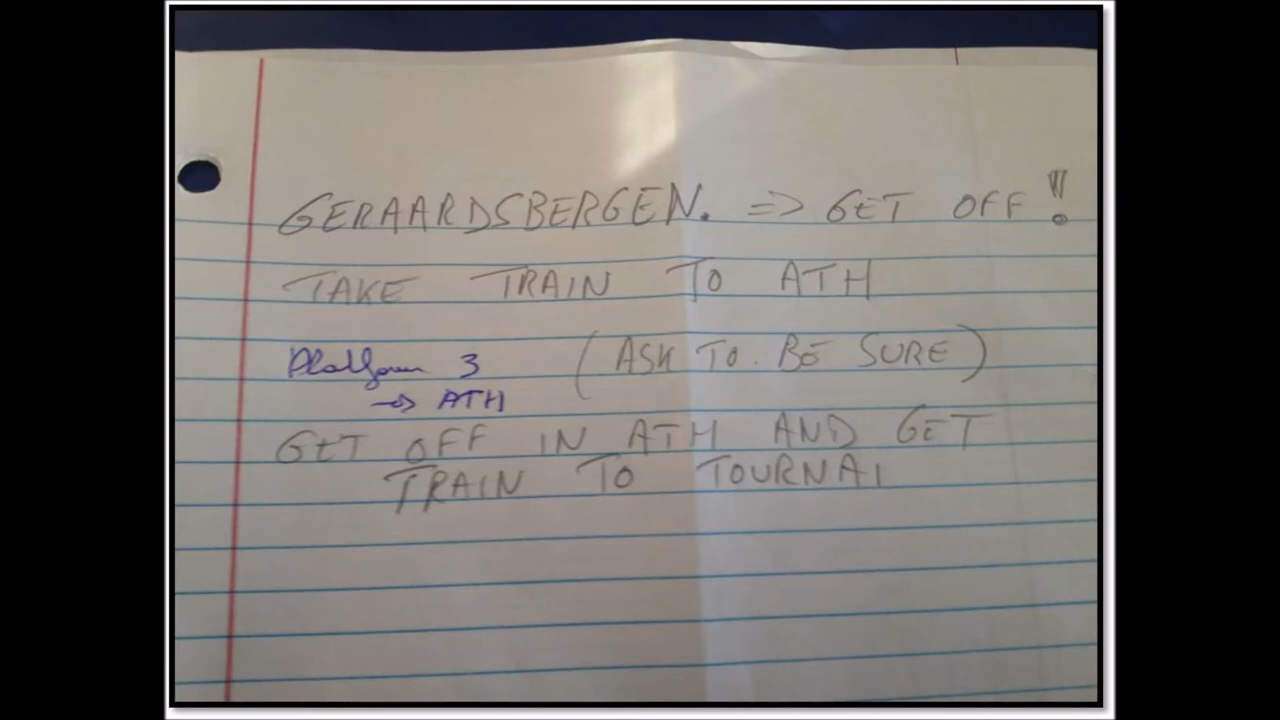 GERAARDSBERGEN. => GET OFF!!
TAKE TRAIN TO ATH
Platform 3 (ASK TO BE SURE)
→ ATH
GET OFF IN ATH AND GET
TRAIN TO TOURNAI